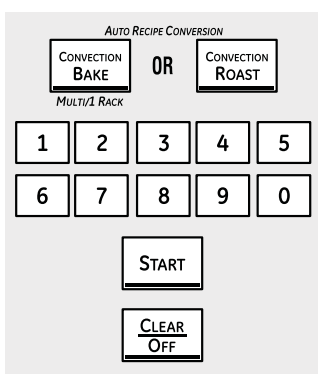 AUTO RECIPE CONVERSION
CONVECTION
BAKE
OR
CONVECTION
ROAST
MULTI/1 RACK
1 2 3 4 5
6 7 8 9 0
START
CLEAR
OFF